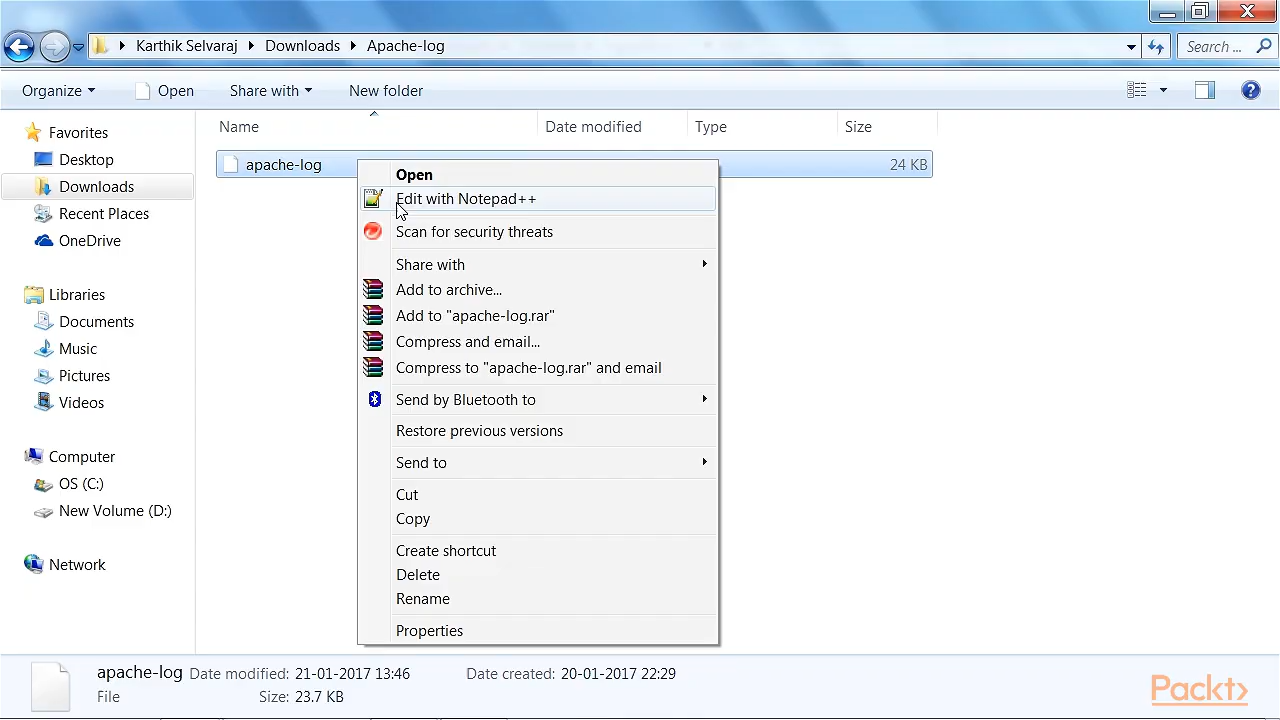 Karthik Selvaraj Downloads Apache-log Search ...
Organize Open Share with New folder
Name Date modified Type Size
Favorites
Desktop
Downloads
Recent Places
OneDrive
Libraries
Documents
Music
Pictures
Videos
Computer
OS (C:)
New Volume (D:)
Network
apache-log 24 KB
Open
Edit with Notepad++
Scan for security threats
Share with
Add to archive...
Add to "apache-log.rar"
Compress and email...
Compress to "apache-log.rar" and email
Send by Bluetooth to
Restore previous versions
Send to
Cut
Copy
Create shortcut
Delete
Rename
Properties
apache-log Date modified: 21-01-2017 13:46 Date created: 20-01-2017 22:29
File Size: 23.7 KB
Packt>